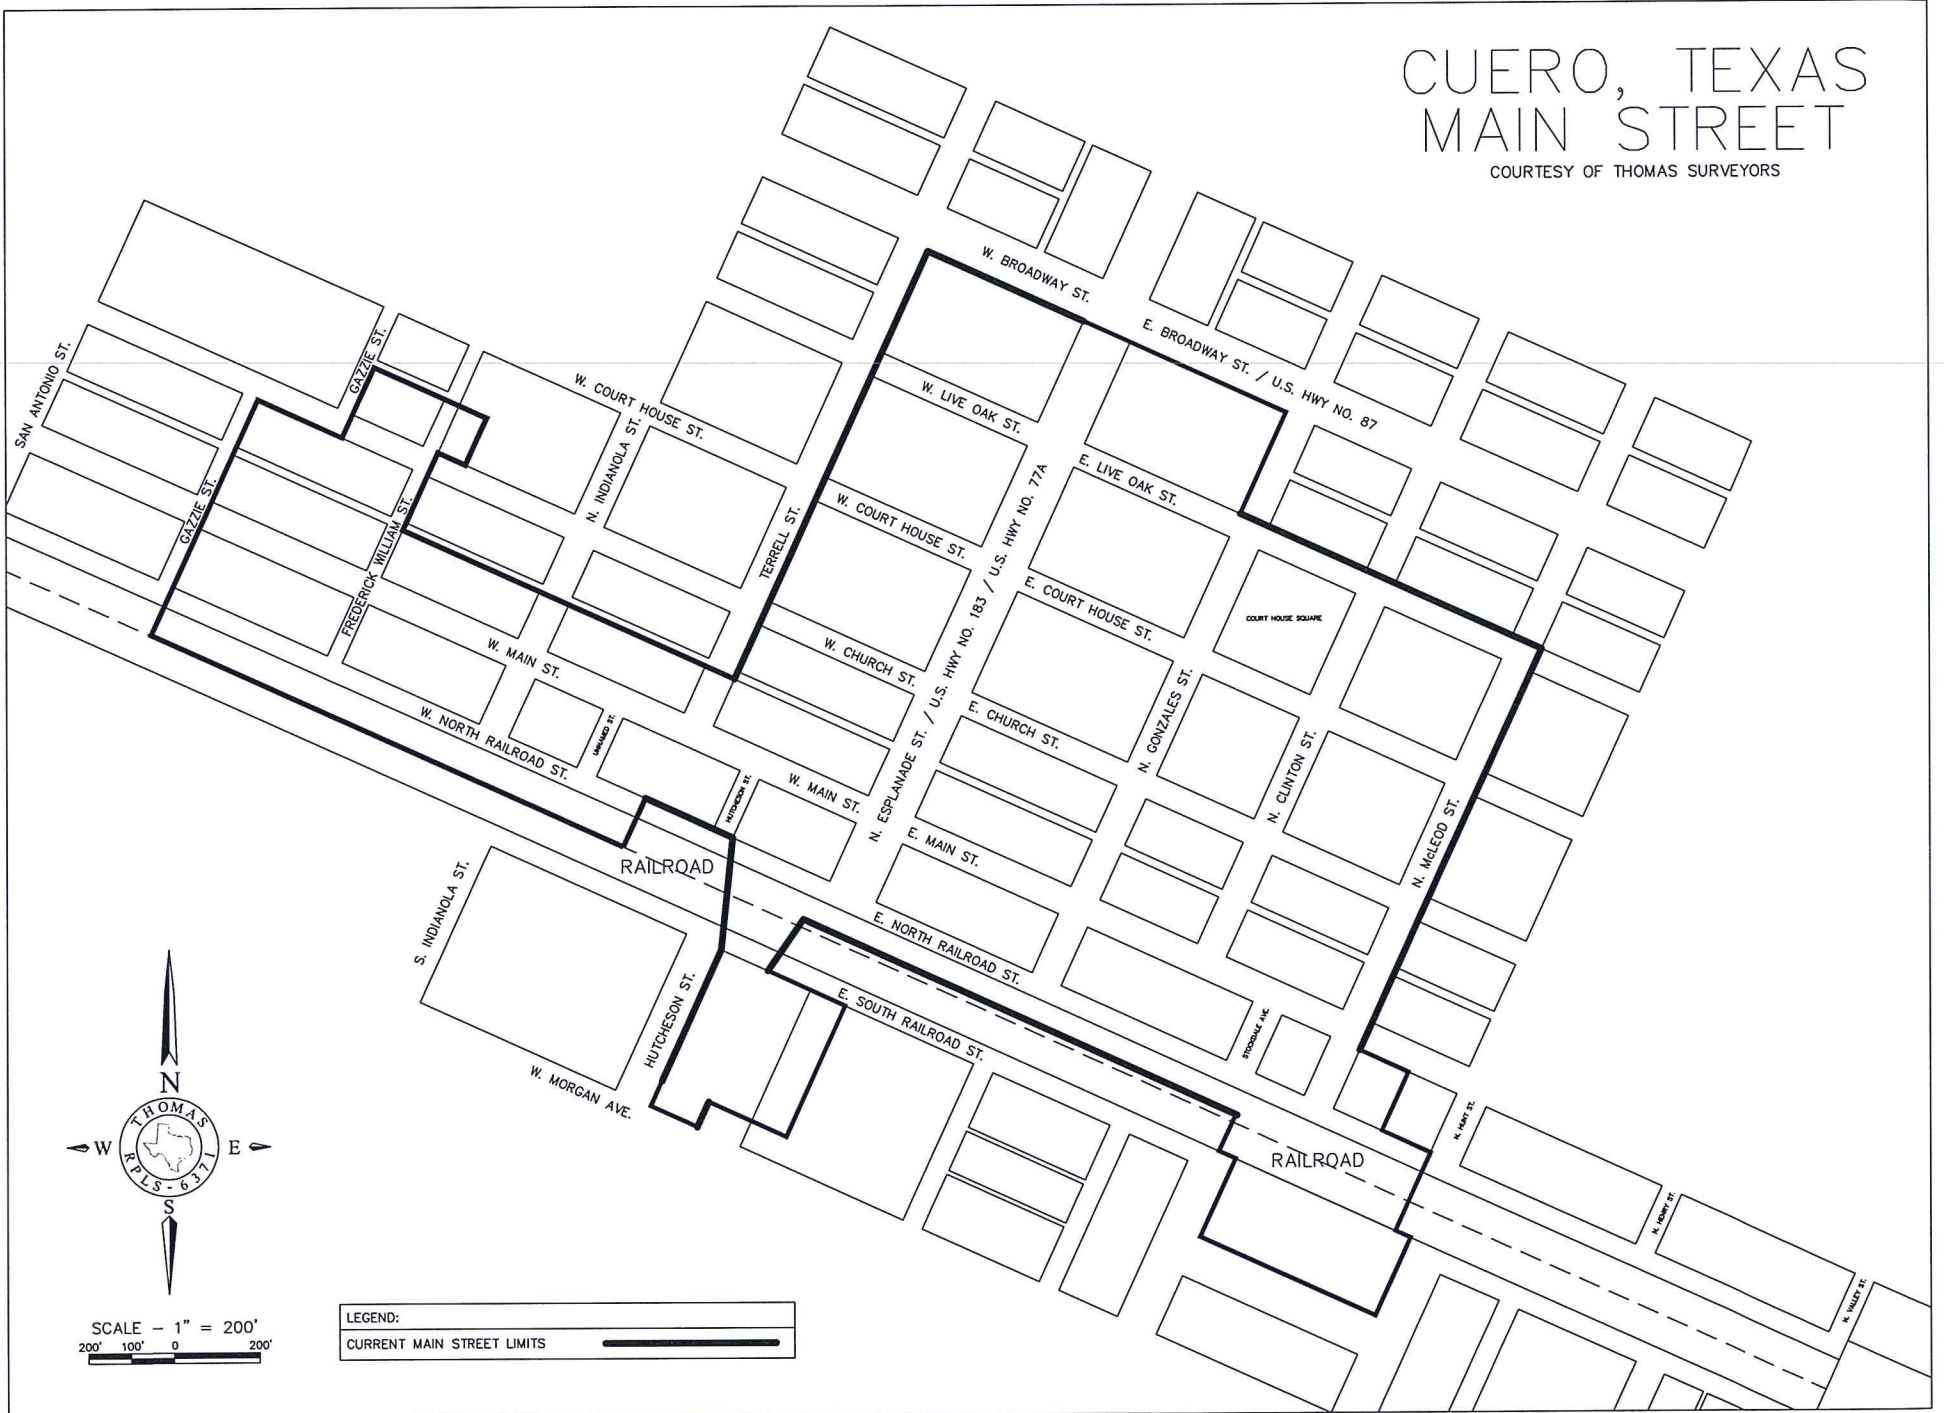 CUERO, TEXAS
MAIN STREET
COURTESY OF THOMAS SURVEYORS
W. BROADWAY ST.
E. BROADWAY ST. / U.S. HWY NO. 87
SAN ANTONIO ST.
GAZZIE ST.
W. COURT HOUSE ST.
N. INDIANOLA ST.
W. LIVE OAK ST.
E. LIVE OAK ST.
GAZZIE ST.
FREDERICK WILLIAM ST.
TERRELL ST.
W. COURT HOUSE ST.
N. ESPLANADE ST. / U.S. HWY NO. 183 / U.S. HWY NO. 77A
E. COURT HOUSE ST.
COURT HOUSE SQUARE
W. MAIN ST.
W. CHURCH ST.
E. CHURCH ST.
N. GONZALES ST.
N. CLINTON ST.
W. NORTH RAILROAD ST.
UNNAMED ST.
HUTCHESON ST.
W. MAIN ST.
E. MAIN ST.
N. McLEOD ST.
RAILROAD
S. INDIANOLA ST.
E. NORTH RAILROAD ST.
HUTCHESON ST.
E. SOUTH RAILROAD ST.
STOCKDALE AVE.
W. MORGAN AVE.
N. HUNT ST.
RAILROAD
N. HENRY ST.
N. VALLEY ST.
N
W
E
S
THOMAS
RPLS - 6371
SCALE - 1" = 200'
200' 100' 0 200'
LEGEND:
CURRENT MAIN STREET LIMITS